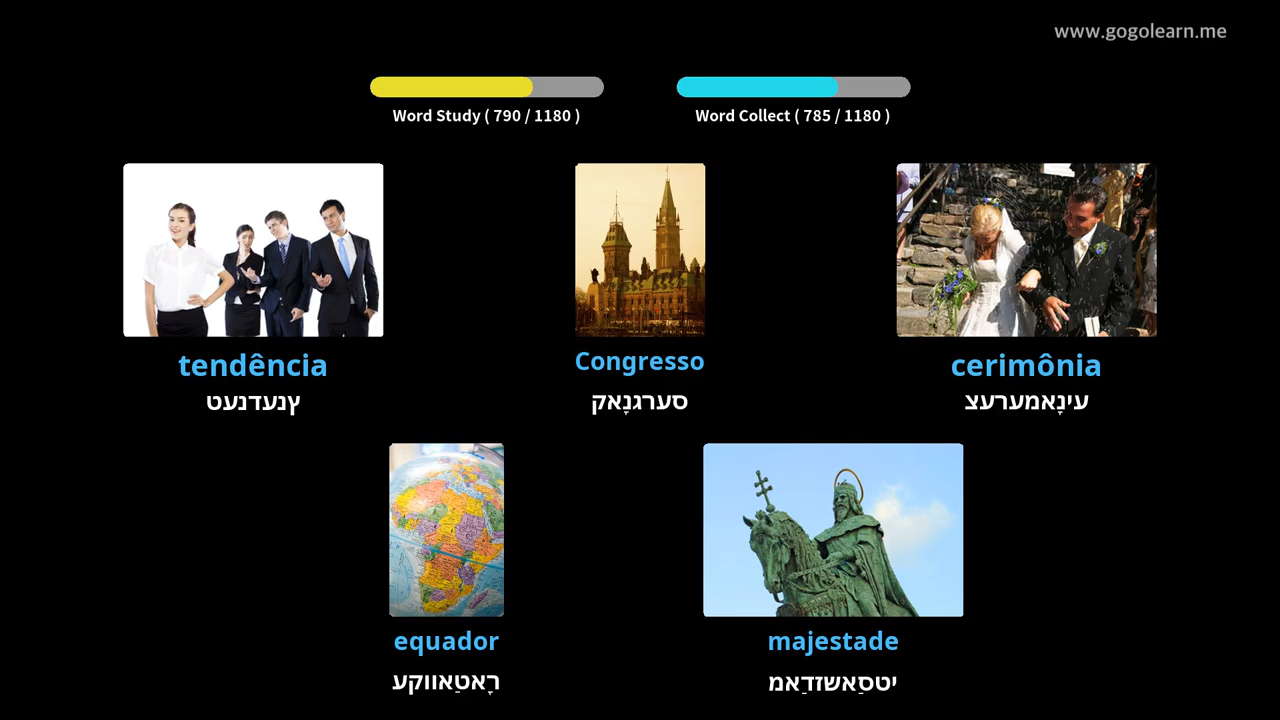 www.gogolearn.me
Word Study ( 790 / 1180 )
Word Collect ( 785 / 1180 )
tendência
ץנעדנעט
Congresso
סערגנָאק
cerimônia
עינָאמערעצ
equador
רָאטַאווקע
majestade
יטסַאשזדַאמ